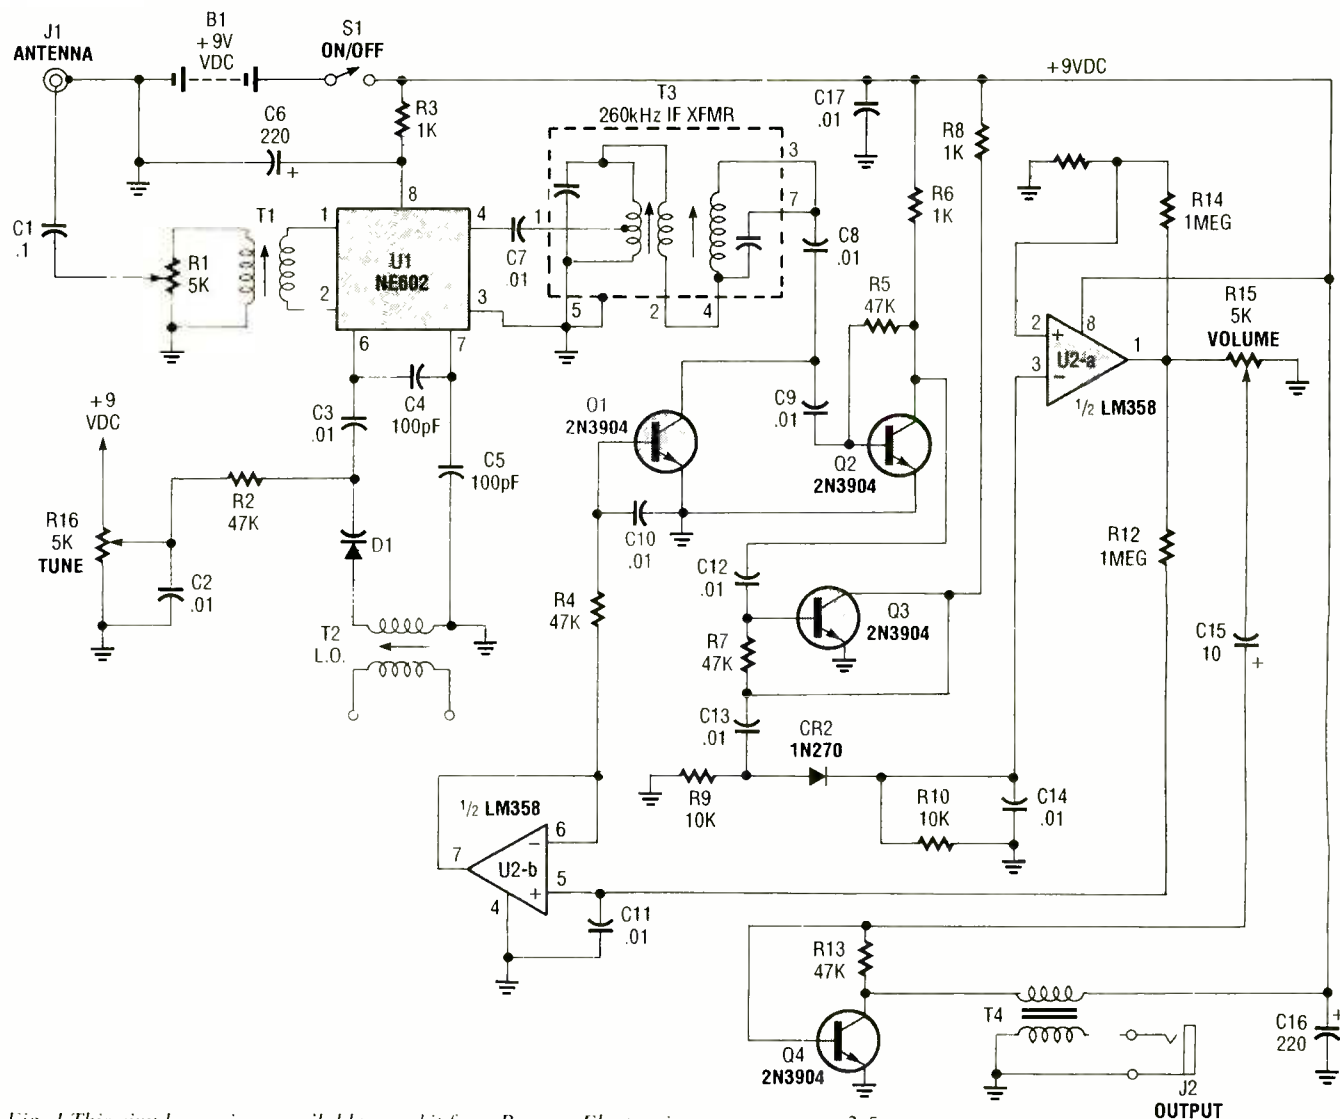 J1
ANTENNA
B1
+9V
VDC
S1
ON/OFF
+9VDC
C6
220
+
R3
1K
T3
260kHz IF XFMR
C17
.01
R8
1K
R6
1K
R14
1MEG
C1
.1
R1
5K
T1
1
2
8
U1
NE602
4
3
6
7
C7
.01
1
5
2
4
3
7
C8
.01
R5
47K
2
3
+
−
8
1
U2-a
1/2 LM358
R15
5K
VOLUME
+9
VDC
C3
.01
C4
100pF
C5
100pF
R2
47K
R16
5K
TUNE
C2
.01
D1
T2
L.O.
Q1
2N3904
C9
.01
Q2
2N3904
C10
.01
R4
47K
C12
.01
R7
47K
Q3
2N3904
R12
1MEG
C15
10
+
C13
.01
CR2
1N270
R9
10K
R10
10K
C14
.01
1/2 LM358
7
6
5
4
−
+
U2-b
C11
.01
R13
47K
Q4
2N3904
T4
J2
OUTPUT
C16
220
+